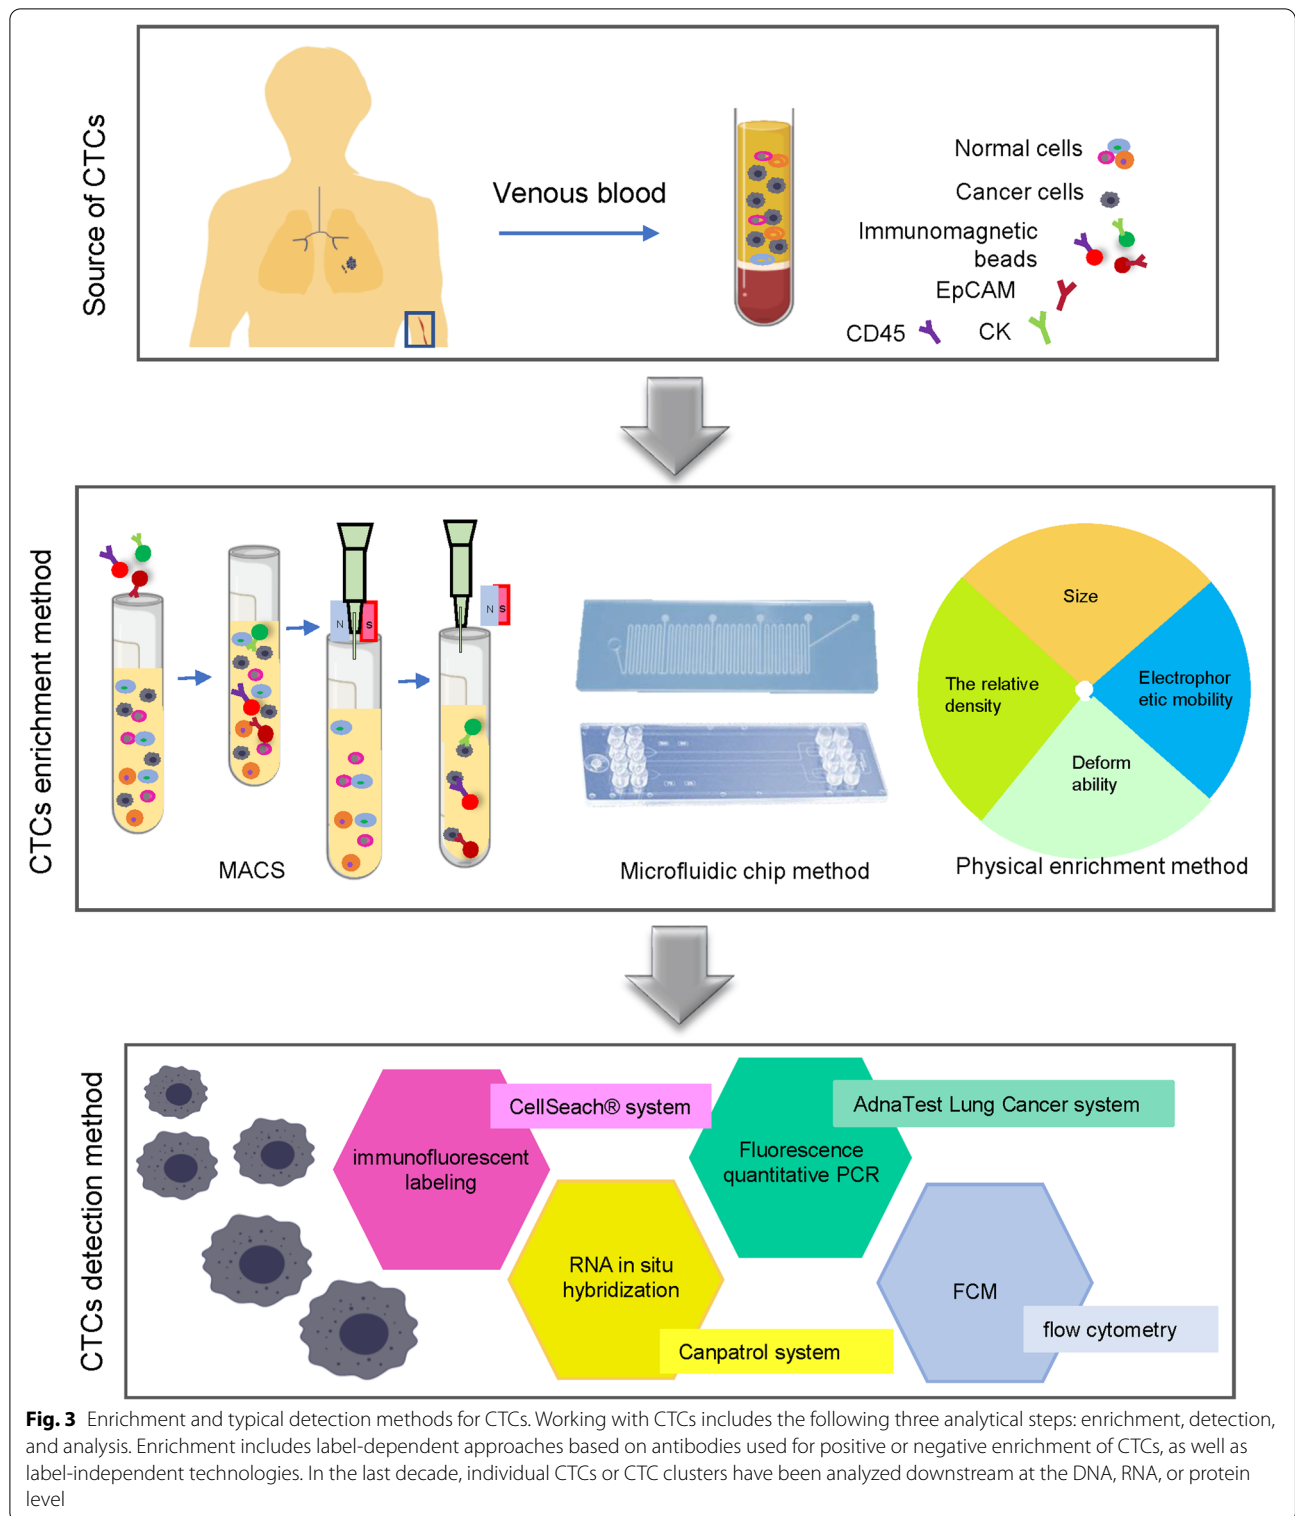 Source of CTCs
Venous blood
Normal cells
Cancer cells
Immunomagnetic
beads
EpCAM
CD45
CK
CTCs enrichment method
N
S
N
S
MACS
Microfluidic chip method
Size
The relative
density
Electrophor
etic mobility
Deform
ability
Physical enrichment method
CTCs detection method
immunofluorescent
labeling
CellSeach® system
RNA in situ
hybridization
Canpatrol system
Fluorescence
quantitative PCR
AdnaTest Lung Cancer system
FCM
flow cytometry
Fig. 3 Enrichment and typical detection methods for CTCs. Working with CTCs includes the following three analytical steps: enrichment, detection,
and analysis. Enrichment includes label-dependent approaches based on antibodies used for positive or negative enrichment of CTCs, as well as
label-independent technologies. In the last decade, individual CTCs or CTC clusters have been analyzed downstream at the DNA, RNA, or protein
level